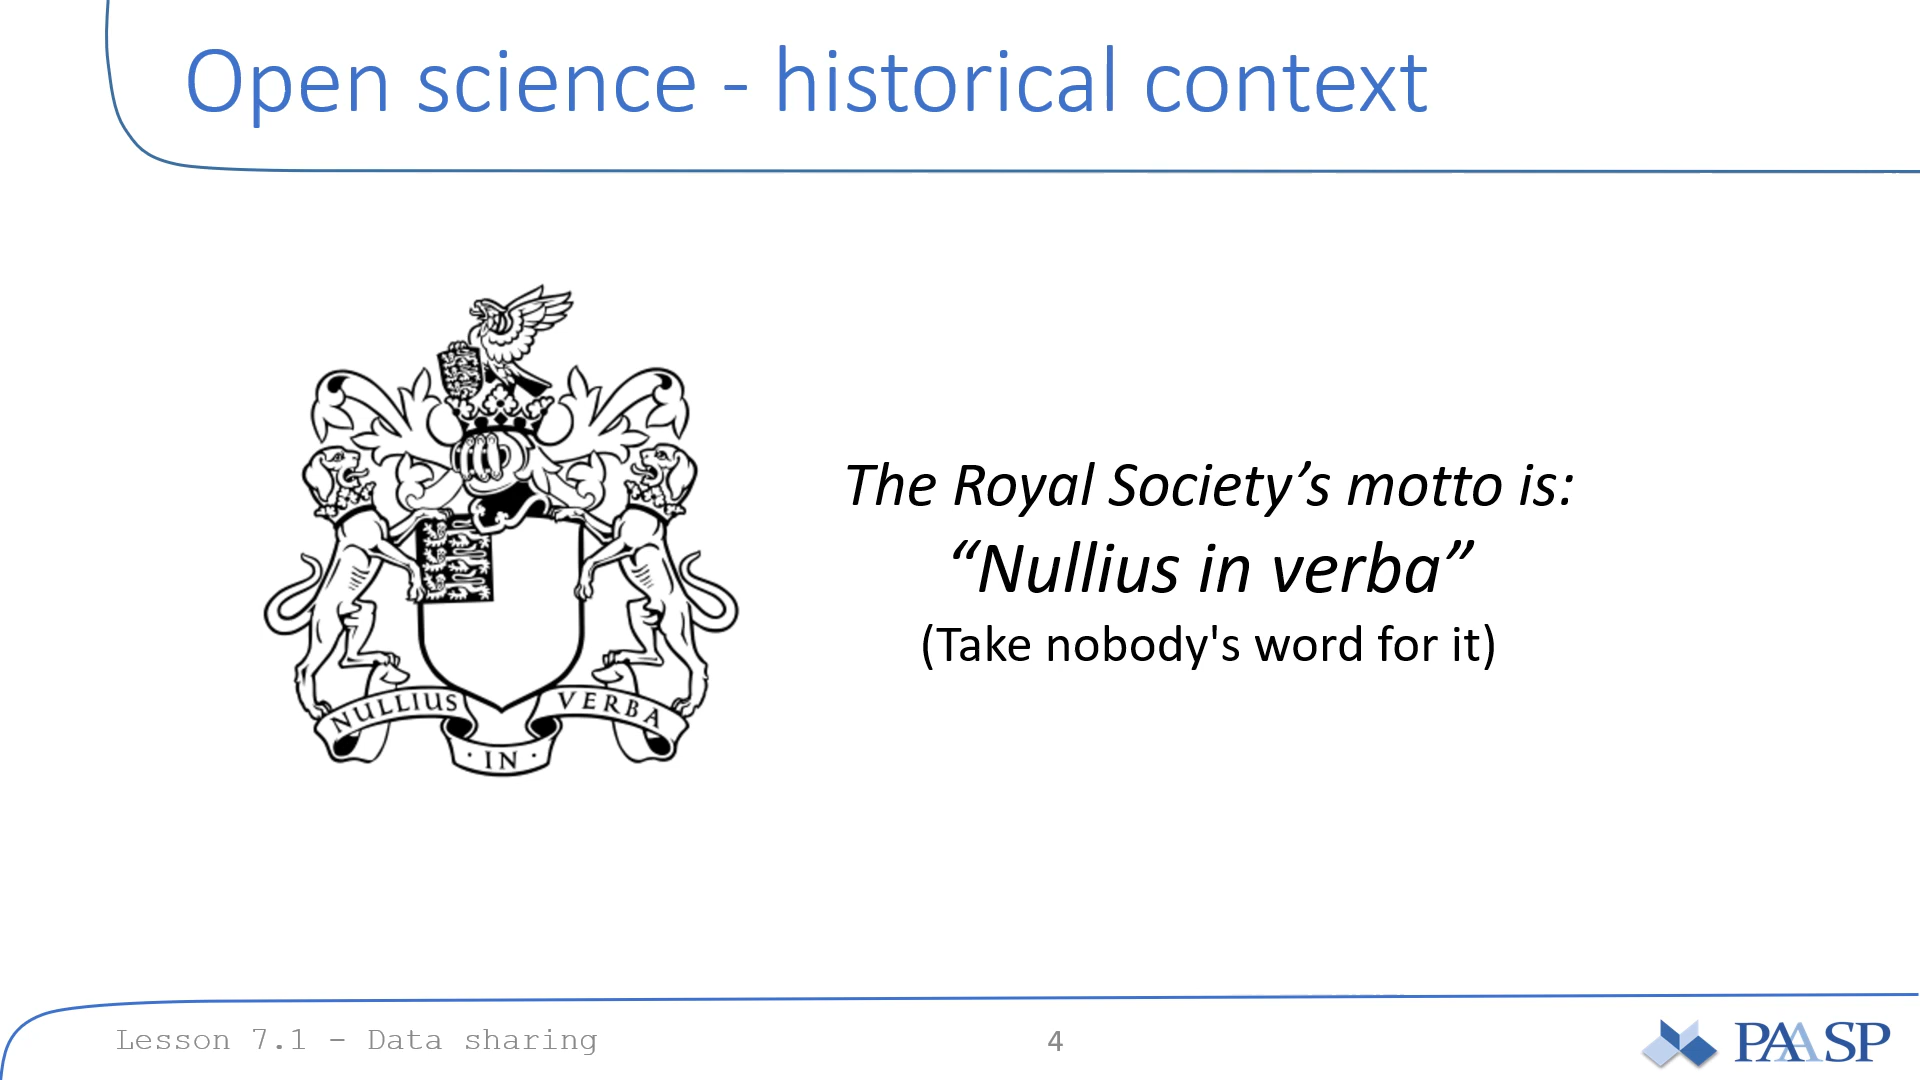 Open science - historical context
NULLIUS IN VERBA
The Royal Society’s motto is:
“Nullius in verba”
(Take nobody's word for it)
Lesson 7.1 - Data sharing
4
PAASP